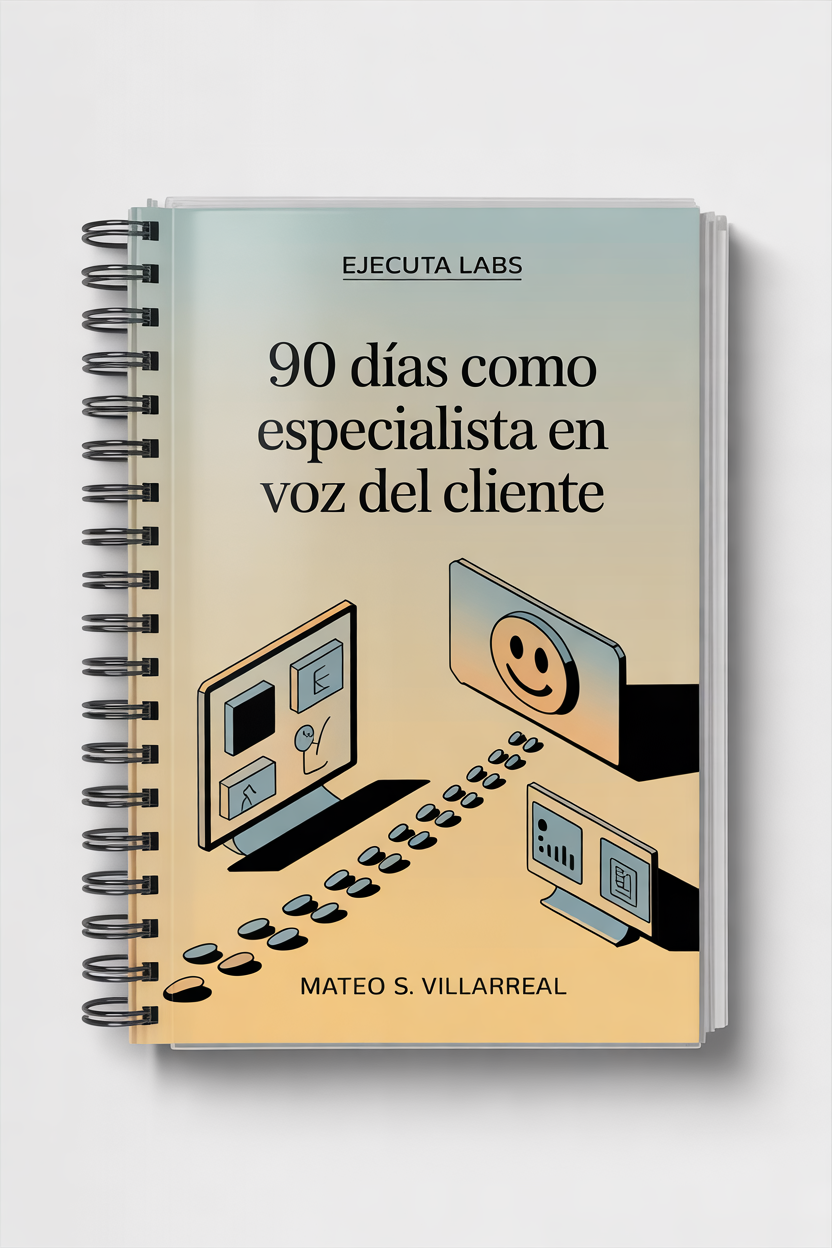 EJECUTA LABS
90 días como
especialista en
voz del cliente
E
MATEO S. VILLARREAL